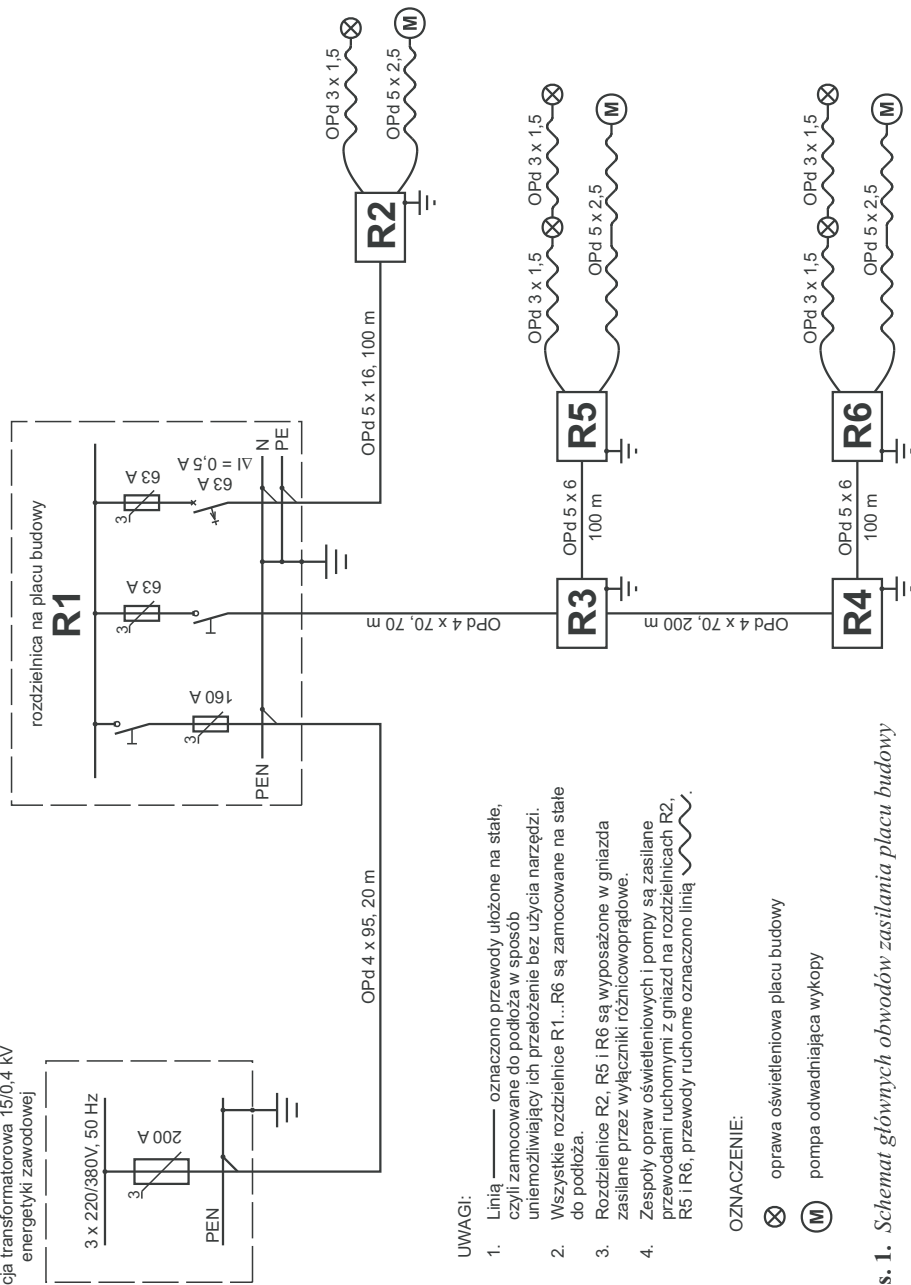 cja transformatorowa 15/0,4 kV
energetyki zawodowej
3 x 220/380V, 50 Hz
3
200 A
PEN
OPd 4 x 95, 20 m
rozdzielnica na placu budowy
R1
3
160 A
3
63 A
3
63 A
63 A
ΔI = 0,5 A
PEN
N
PE
OPd 5 x 16, 100 m
R2
OPd 3 x 1,5
OPd 5 x 2,5
M
OPd 4 x 70, 70 m
R3
OPd 5 x 6
100 m
R5
OPd 3 x 1,5
OPd 3 x 1,5
OPd 5 x 2,5
M
OPd 4 x 70, 200 m
R4
OPd 5 x 6
100 m
R6
OPd 3 x 1,5
OPd 3 x 1,5
OPd 5 x 2,5
M
UWAGI:
1. Linią oznaczono przewody ułożone na stałe,
czyli zamocowane do podłoża w sposób
uniemożliwiający ich przełożenie bez użycia narzędzi.
2. Wszystkie rozdzielnice R1...R6 są zamocowane na stałe
do podłoża.
3. Rozdzielnice R2, R5 i R6 są wyposażone w gniazda
zasilane przez wyłączniki różnicowoprądowe.
4. Zespoły opraw oświetleniowych i pompy są zasilane
przewodami ruchomymi z gniazd na rozdzielnicach R2,
R5 i R6, przewody ruchome oznaczono linią .
OZNACZENIE:
oprawa oświetleniowa placu budowy
M pompa odwadniająca wykopy
s. 1. Schemat głównych obwodów zasilania placu budowy